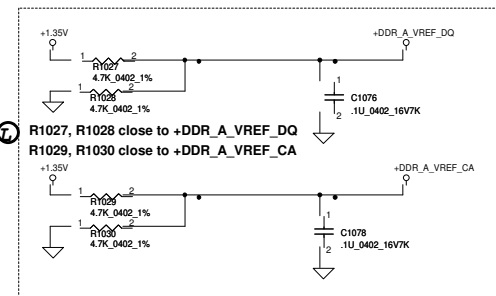 +1.35V
+DDR_A_VREF_DQ
1 2
R1027
4.7K_0402_1%
1 2
R1028
4.7K_0402_1%
1
C1076
.1U_0402_16V7K
2
L
R1027, R1028 close to +DDR_A_VREF_DQ
R1029, R1030 close to +DDR_A_VREF_CA
+1.35V
+DDR_A_VREF_CA
1 2
R1029
4.7K_0402_1%
1 2
R1030
4.7K_0402_1%
1
C1078
.1U_0402_16V7K
2